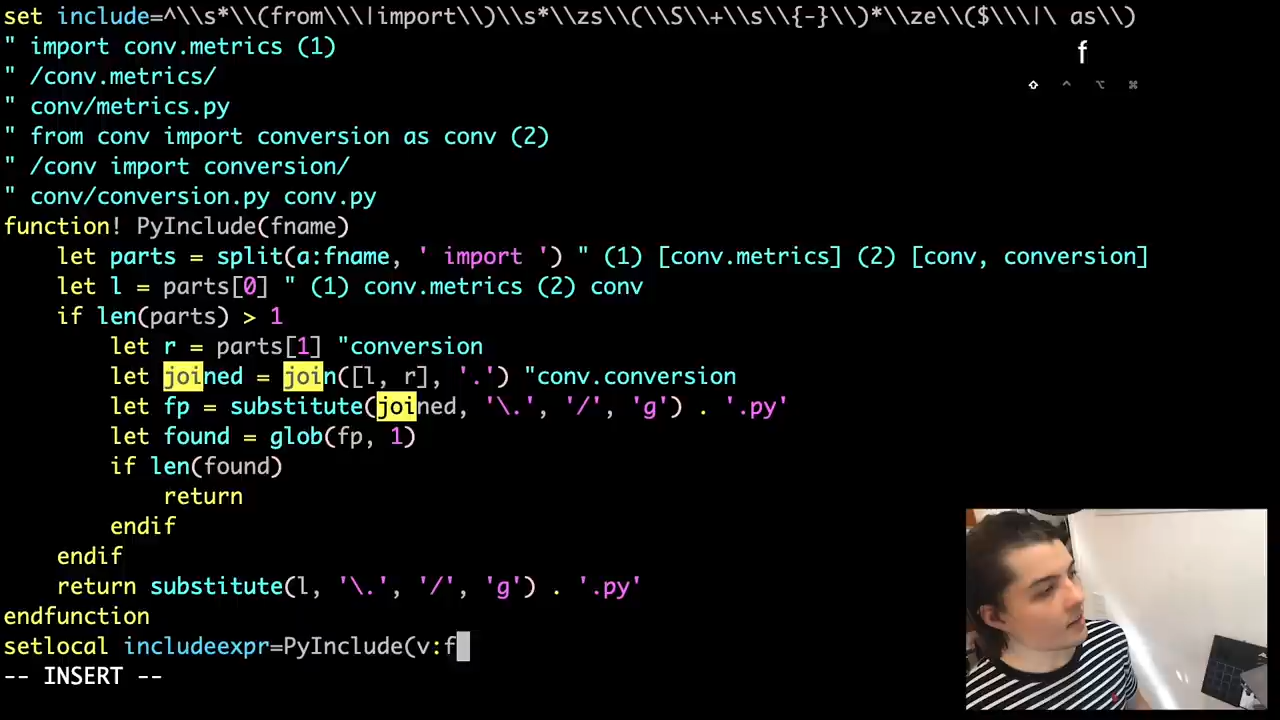 set include=^\\s*\\(from\\\|import\\)\\s*\\zs(\\S\\+\\s\\{-}\\)*\\ze\\($\\\|\ as\\)
" import conv.metrics (1)
f
" /conv.metrics/
⇧ ^ ⌥ ⌘
" conv/metrics.py
" from conv import conversion as conv (2)
" /conv import conversion/
" conv/conversion.py conv.py
function! PyInclude(fname)
    let parts = split(a:fname, ' import ') " (1) [conv.metrics] (2) [conv, conversion]
    let l = parts[0] " (1) conv.metrics (2) conv
    if len(parts) > 1
        let r = parts[1] "conversion
        let joined = join([l, r], '.') "conv.conversion
        let fp = substitute(joined, '\.', '/', 'g') . '.py'
        let found = glob(fp, 1)
        if len(found)
            return
        endif
    endif
    return substitute(l, '\.', '/', 'g') . '.py'
endfunction
setlocal includeexpr=PyInclude(v:f
-- INSERT --